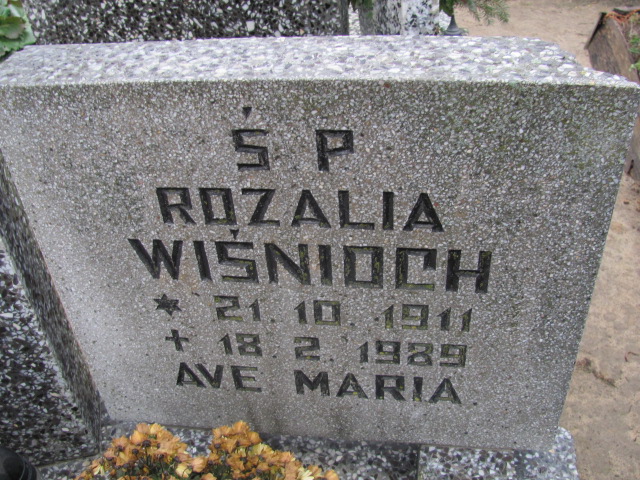 Ś P
ROZALIA
WIŚNIOCH
* 21. 10. 1911
+ 18. 2. 1989
AVE MARIA